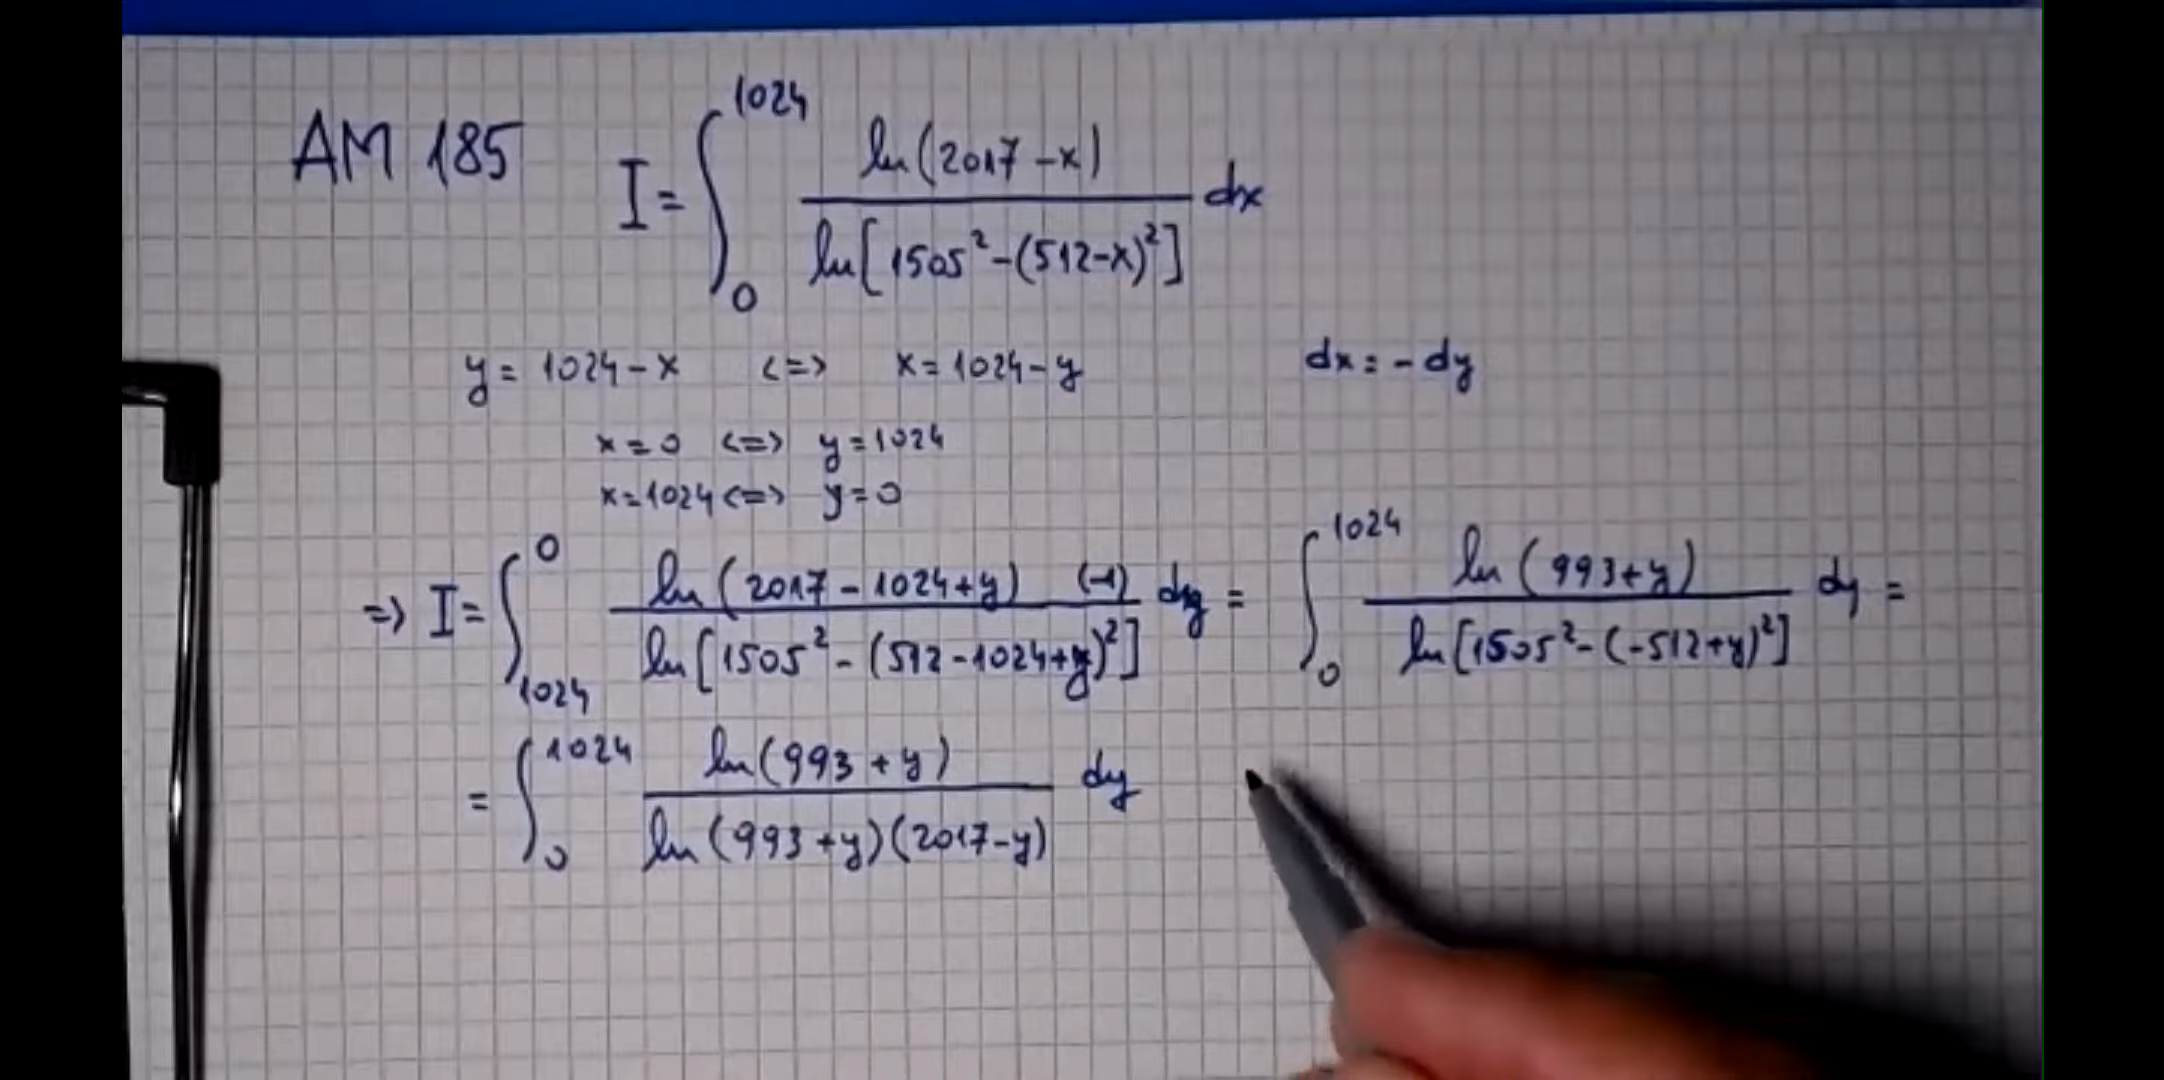 AM 185 I = ∫₀¹⁰²⁴ ln(2017-x) / ln[1505²-(512-x)²] dx
y = 1024-x <=> x = 1024-y dx = -dy
x = 0 <=> y = 1024
x = 1024 <=> y = 0
=> I = ∫₁₀₂₄⁰ ln(2017-1024+y) (-1) / ln[1505²-(512-1024+y)²] dy = ∫₀¹⁰²⁴ ln(993+y) / ln[1505²-(-512+y)²] dy =
= ∫₀¹⁰²⁴ ln(993+y) / ln(993+y)(2017-y) dy